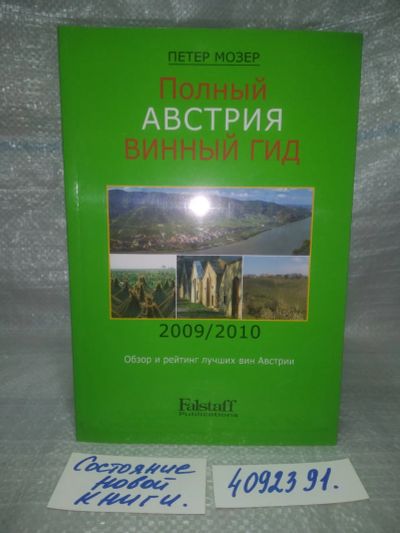 ПЕТЕР МОЗЕР
Полный
АВСТРИЯ
ВИННЫЙ ГИД
2009/2010
Обзор и рейтинг лучших вин Австрии
Falstaff
Publications
Состояние
новой
книги.
4092391.